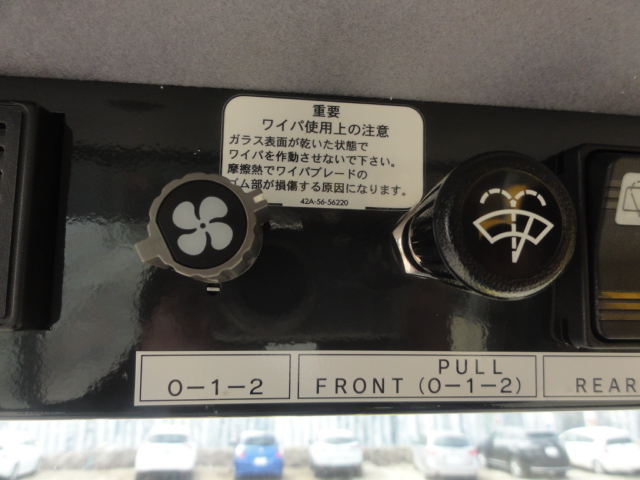 重要
ワイパ使用上の注意
ガラス表面が乾いた状態で
ワイパを作動させないで下さい。
摩擦熱でワイパブレードの
ゴム部が損傷する原因になります。
42A-56-56220
0-1-2
PULL
FRONT (0-1-2)
REAR